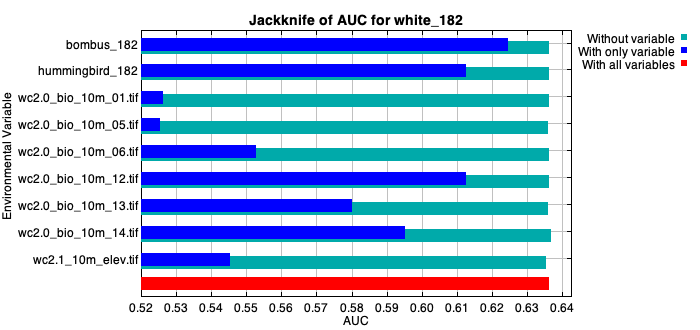 Jackknife of AUC for white_182
bombus_182
hummingbird_182
wc2.0_bio_10m_01.tif
wc2.0_bio_10m_05.tif
wc2.0_bio_10m_06.tif
wc2.0_bio_10m_12.tif
wc2.0_bio_10m_13.tif
wc2.0_bio_10m_14.tif
wc2.1_10m_elev.tif
Environmental Variable
0.52 0.53 0.54 0.55 0.56 0.57 0.58 0.59 0.60 0.61 0.62 0.63 0.64
AUC
Without variable
With only variable
With all variables